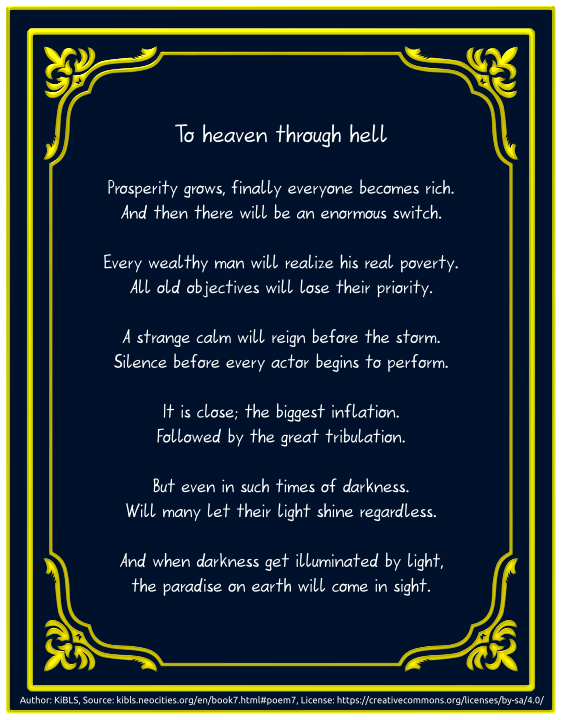 To heaven through hell
Prosperity grows, finally everyone becomes rich.
And then there will be an enormous switch.
Every wealthy man will realize his real poverty.
All old objectives will lose their priority.
A strange calm will reign before the storm.
Silence before every actor begins to perform.
It is close; the biggest inflation.
Followed by the great tribulation.
But even in such times of darkness.
Will many let their light shine regardless.
And when darkness get illuminated by light,
the paradise on earth will come in sight.
Author: KiBLS, Source: kibls.neocities.org/en/book7.html#poem7, License: https://creativecommons.org/licenses/by-sa/4.0/